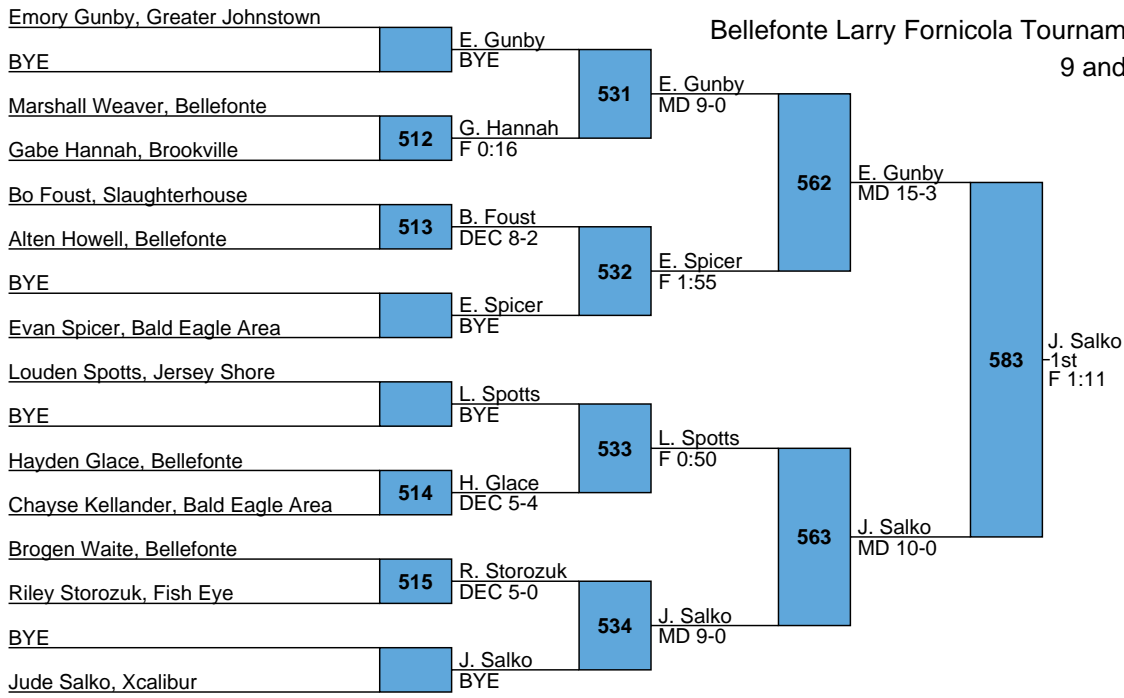 Bellefonte Larry Fornicola Tournam
9 and
Emory Gunby, Greater Johnstown
BYE
Marshall Weaver, Bellefonte
Gabe Hannah, Brookville
Bo Foust, Slaughterhouse
Alten Howell, Bellefonte
BYE
Evan Spicer, Bald Eagle Area
Louden Spotts, Jersey Shore
BYE
Hayden Glace, Bellefonte
Chayse Kellander, Bald Eagle Area
Brogen Waite, Bellefonte
Riley Storozuk, Fish Eye
BYE
Jude Salko, Xcalibur
512
513
514
515
E. Gunby
BYE
G. Hannah
F 0:16
B. Foust
DEC 8-2
E. Spicer
BYE
L. Spotts
BYE
H. Glace
DEC 5-4
R. Storozuk
DEC 5-0
J. Salko
BYE
531
532
533
534
E. Gunby
MD 9-0
E. Spicer
F 1:55
L. Spotts
F 0:50
J. Salko
MD 9-0
562
563
E. Gunby
MD 15-3
J. Salko
MD 10-0
583
J. Salko
1st
F 1:11